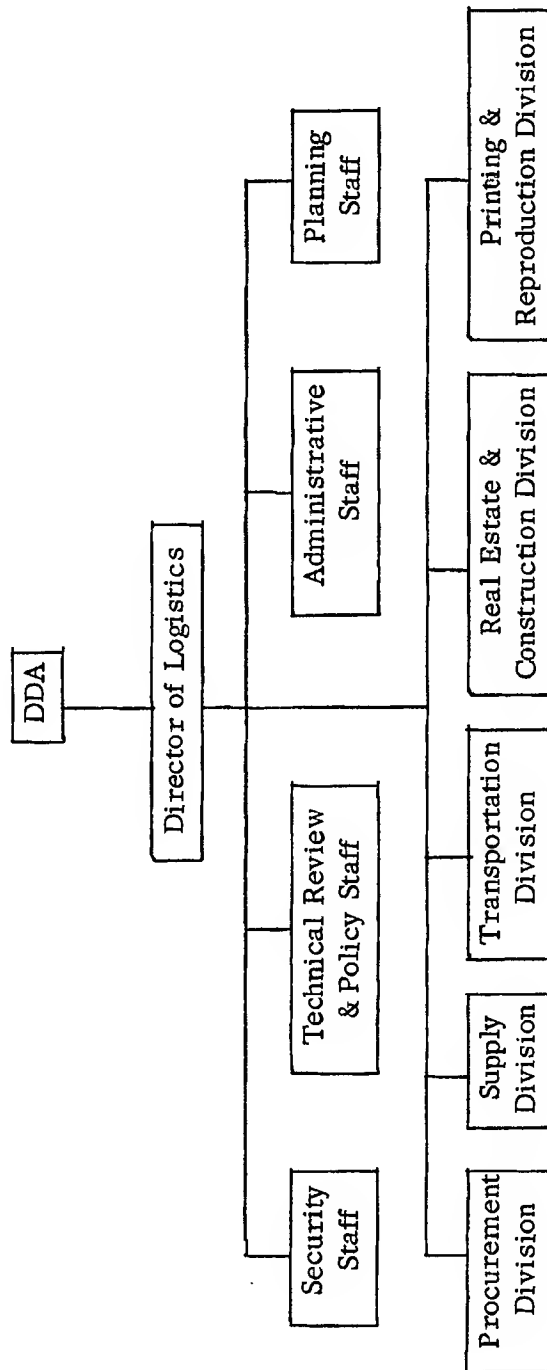 DDA
Director of Logistics
Security
Staff
Technical Review
& Policy Staff
Administrative
Staff
Planning
Staff
Procurement
Division
Supply
Division
Transportation
Division
Real Estate &
Construction Division
Printing &
Reproduction Division